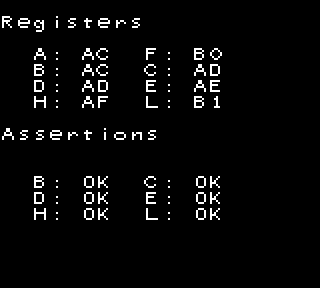 Registers
A: AC F: B0
B: AC C: AD
D: AD E: AE
H: AF L: B1
Assertions
B: OK C: OK
D: OK E: OK
H: OK L: OK